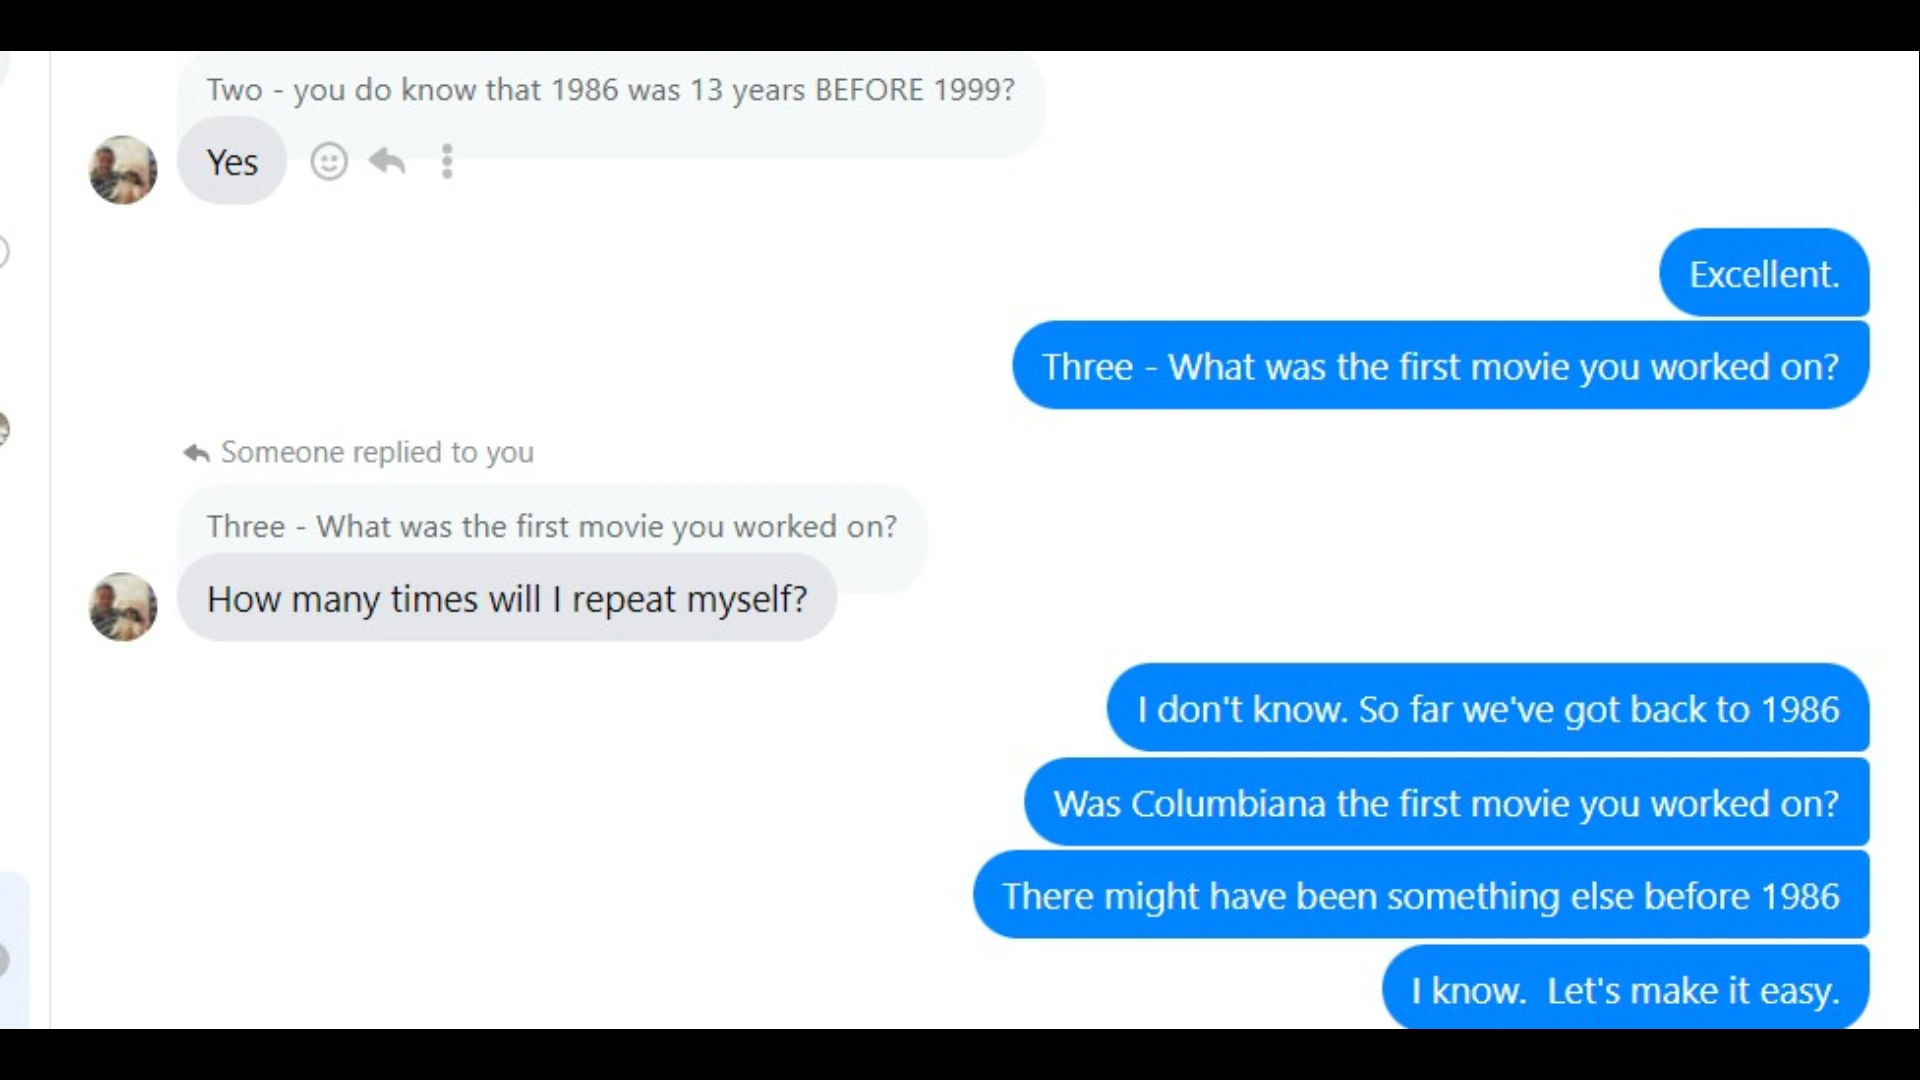 Two - you do know that 1986 was 13 years BEFORE 1999?
Yes
Excellent.
Three - What was the first movie you worked on?
Someone replied to you
Three - What was the first movie you worked on?
How many times will I repeat myself?
I don't know. So far we've got back to 1986
Was Columbiana the first movie you worked on?
There might have been something else before 1986
I know.  Let's make it easy.